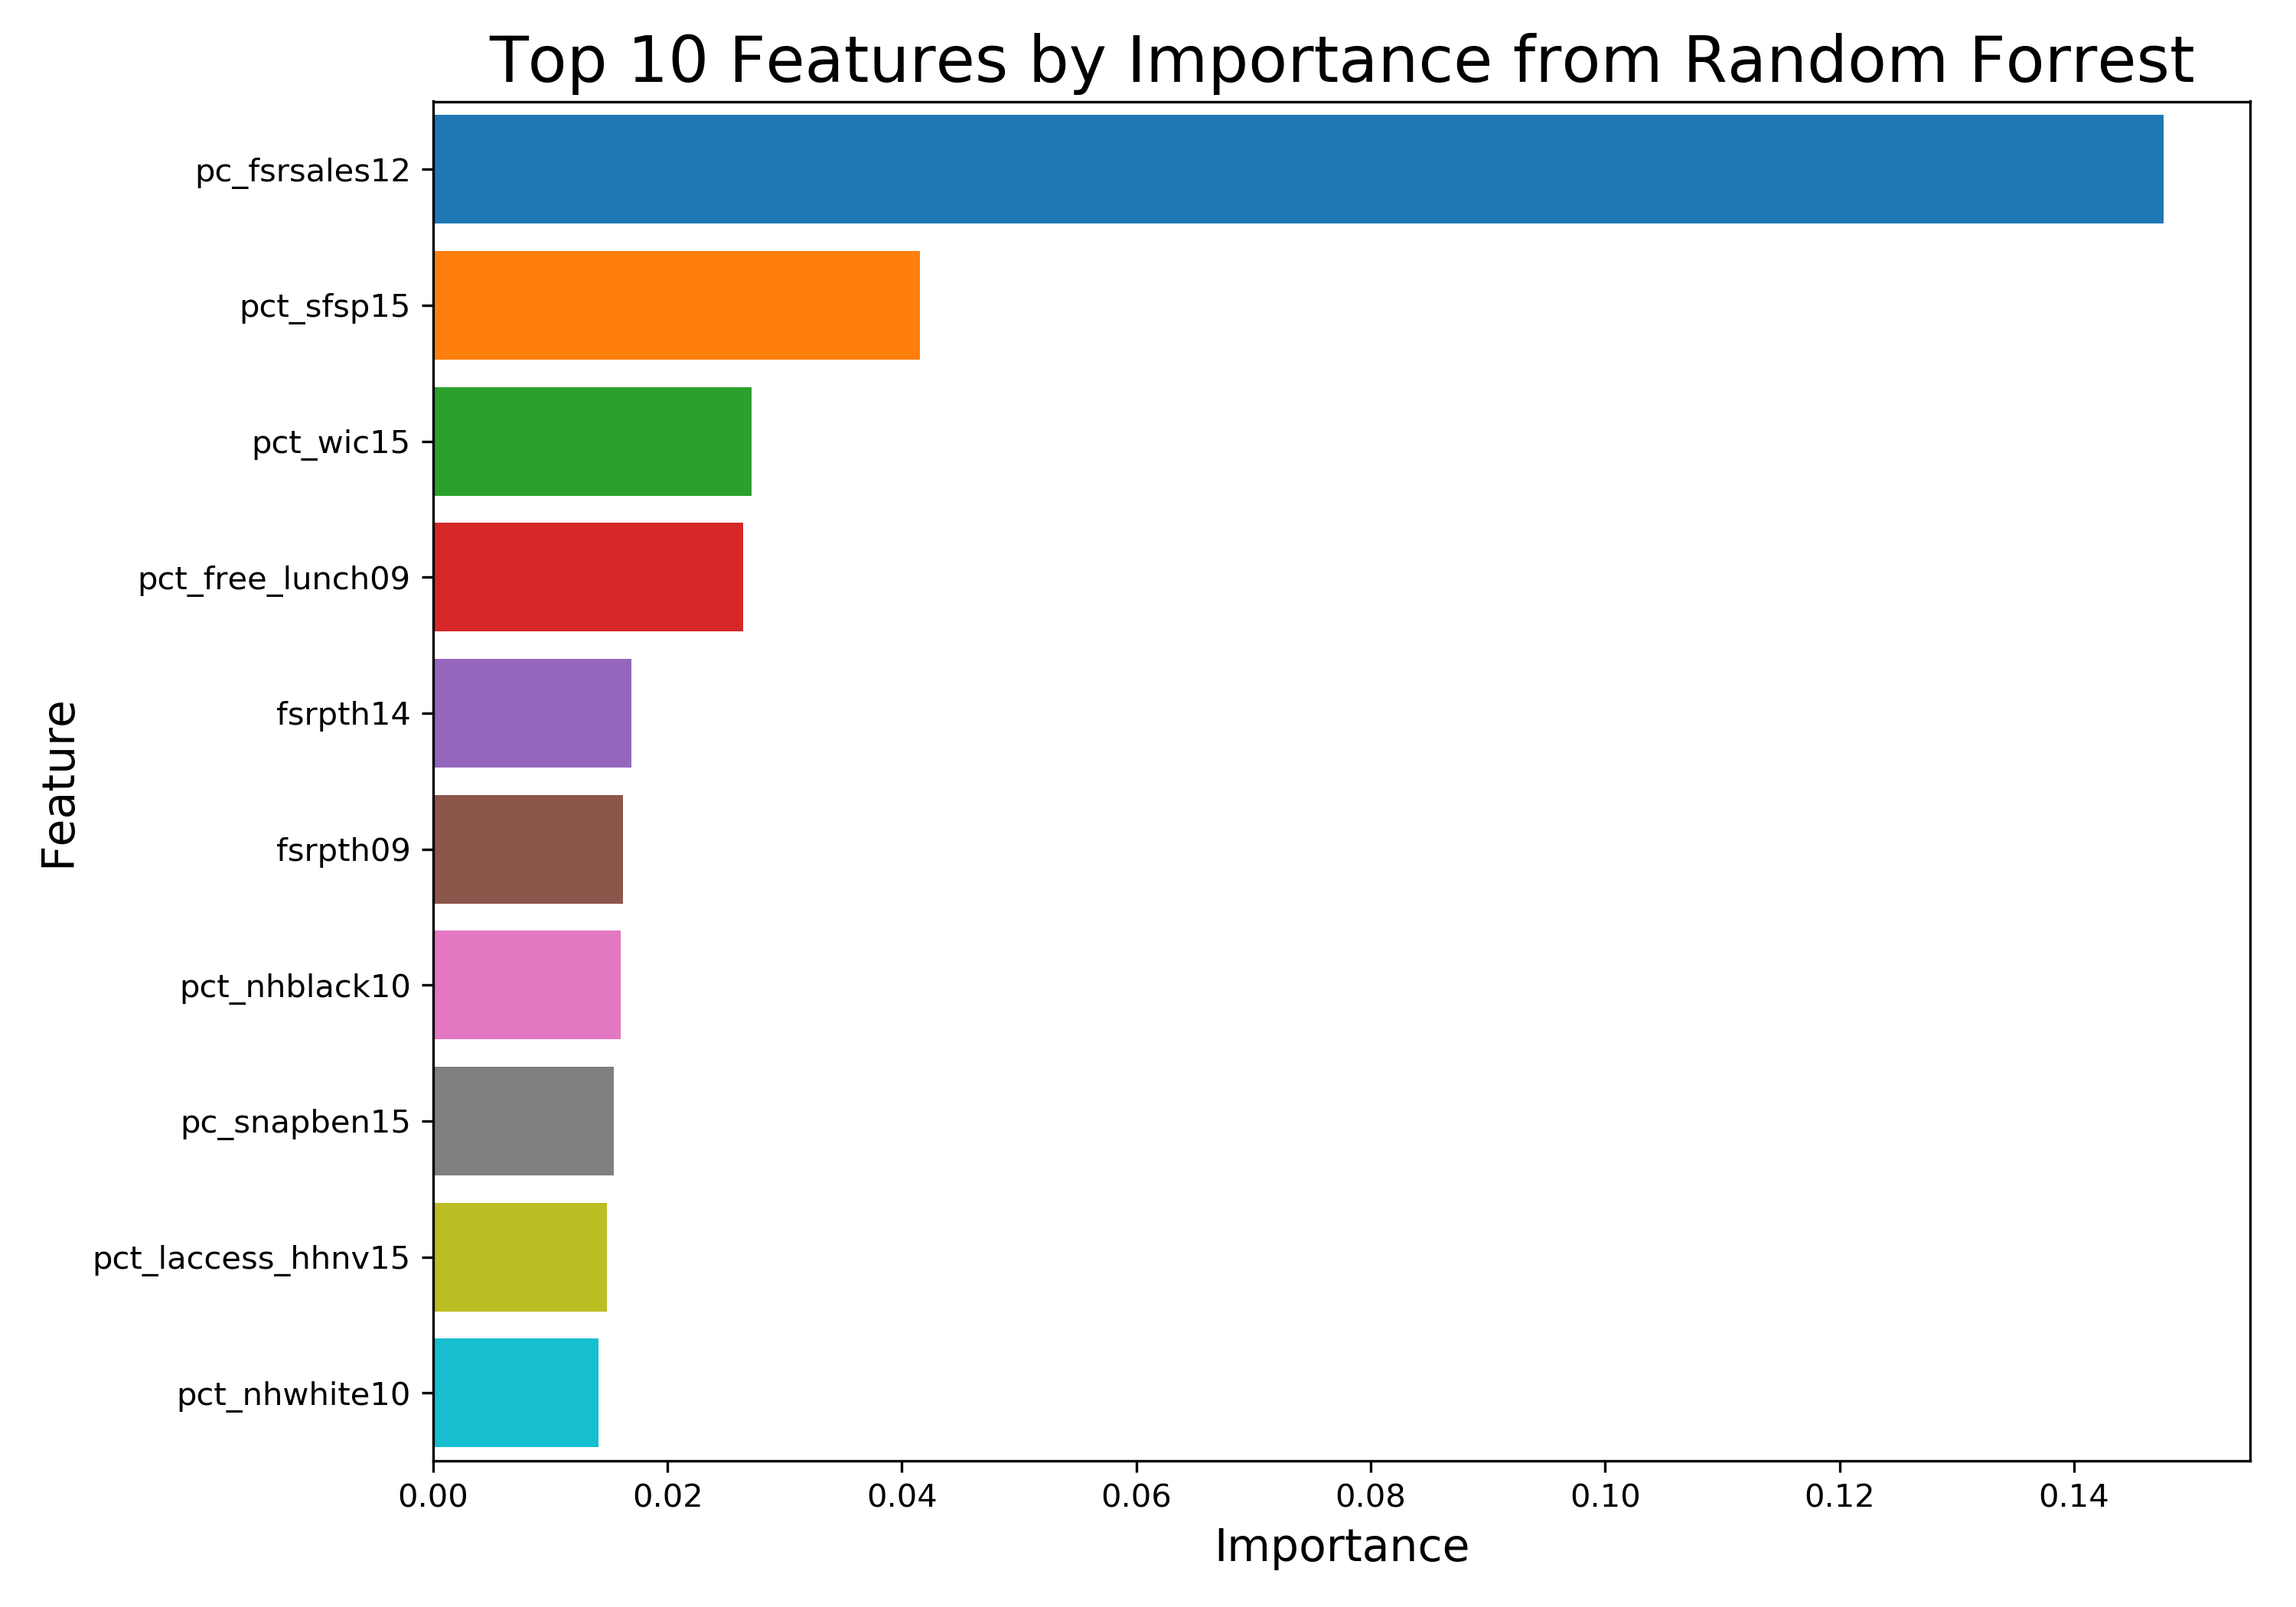 Top 10 Features by Importance from Random Forrest
pc_fsrsales12
pct_sfsp15
pct_wic15
pct_free_lunch09
fsrpth14
fsrpth09
pct_nhblack10
pc_snapben15
pct_laccess_hhnv15
pct_nhwhite10
Feature
0.00 0.02 0.04 0.06 0.08 0.10 0.12 0.14
Importance